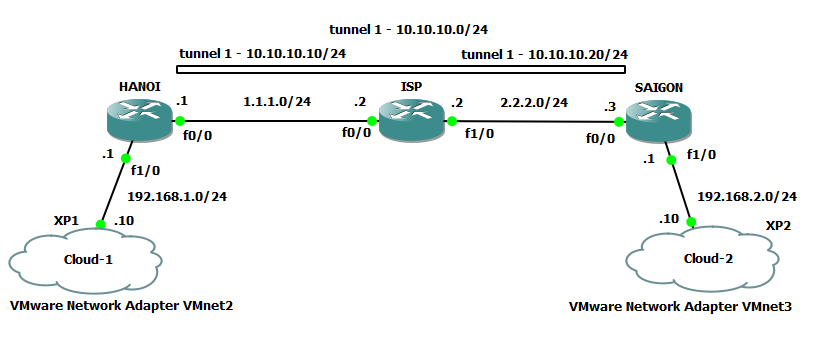 tunnel 1 - 10.10.10.0/24
tunnel 1 - 10.10.10.10/24
tunnel 1 - 10.10.10.20/24
HANOI
ISP
SAIGON
.1
1.1.1.0/24
.2
.2
2.2.2.0/24
.3
f0/0
f0/0
f1/0
f0/0
.1
f1/0
.1
f1/0
192.168.1.0/24
192.168.2.0/24
XP1
.10
.10
XP2
Cloud-1
Cloud-2
VMware Network Adapter VMnet2
VMware Network Adapter VMnet3